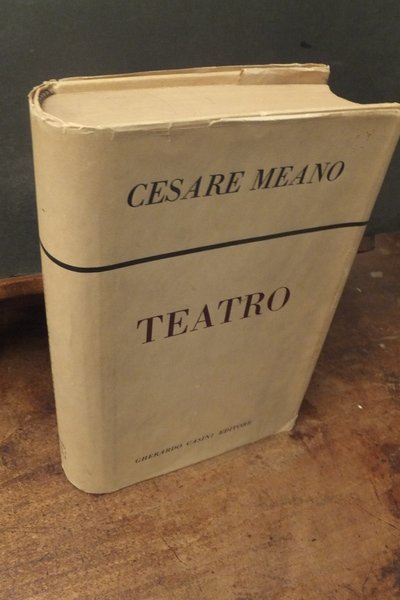 CESARE MEANO
TEATRO
GHERARDO CASINI EDITORE